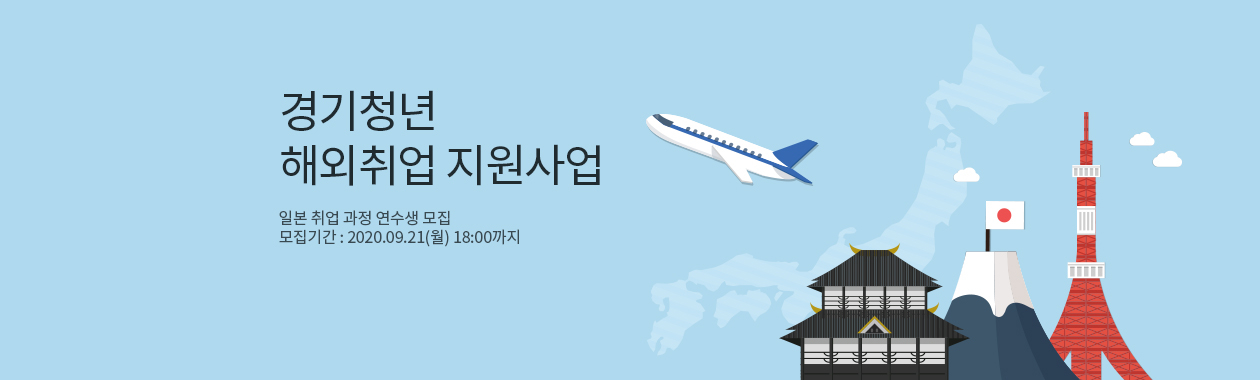 경기청년
해외취업 지원사업
일본 취업 과정 연수생 모집
모집기간 : 2020.09.21(월) 18:00까지